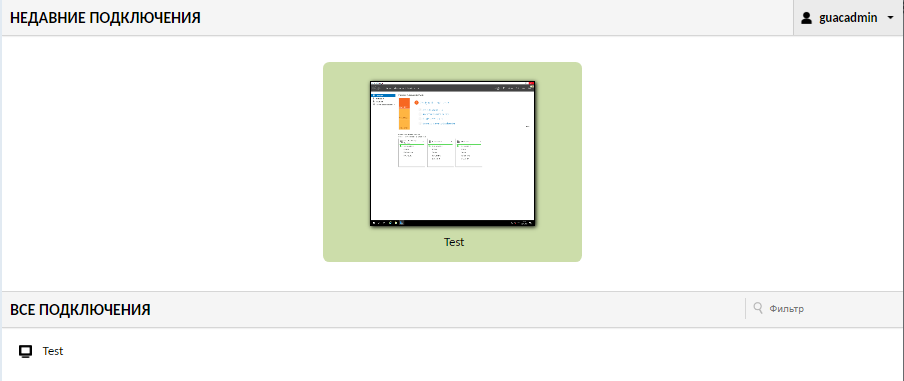 НЕДАВНИЕ ПОДКЛЮЧЕНИЯ
guacadmin
Test
ВСЕ ПОДКЛЮЧЕНИЯ
Фильтр
Test